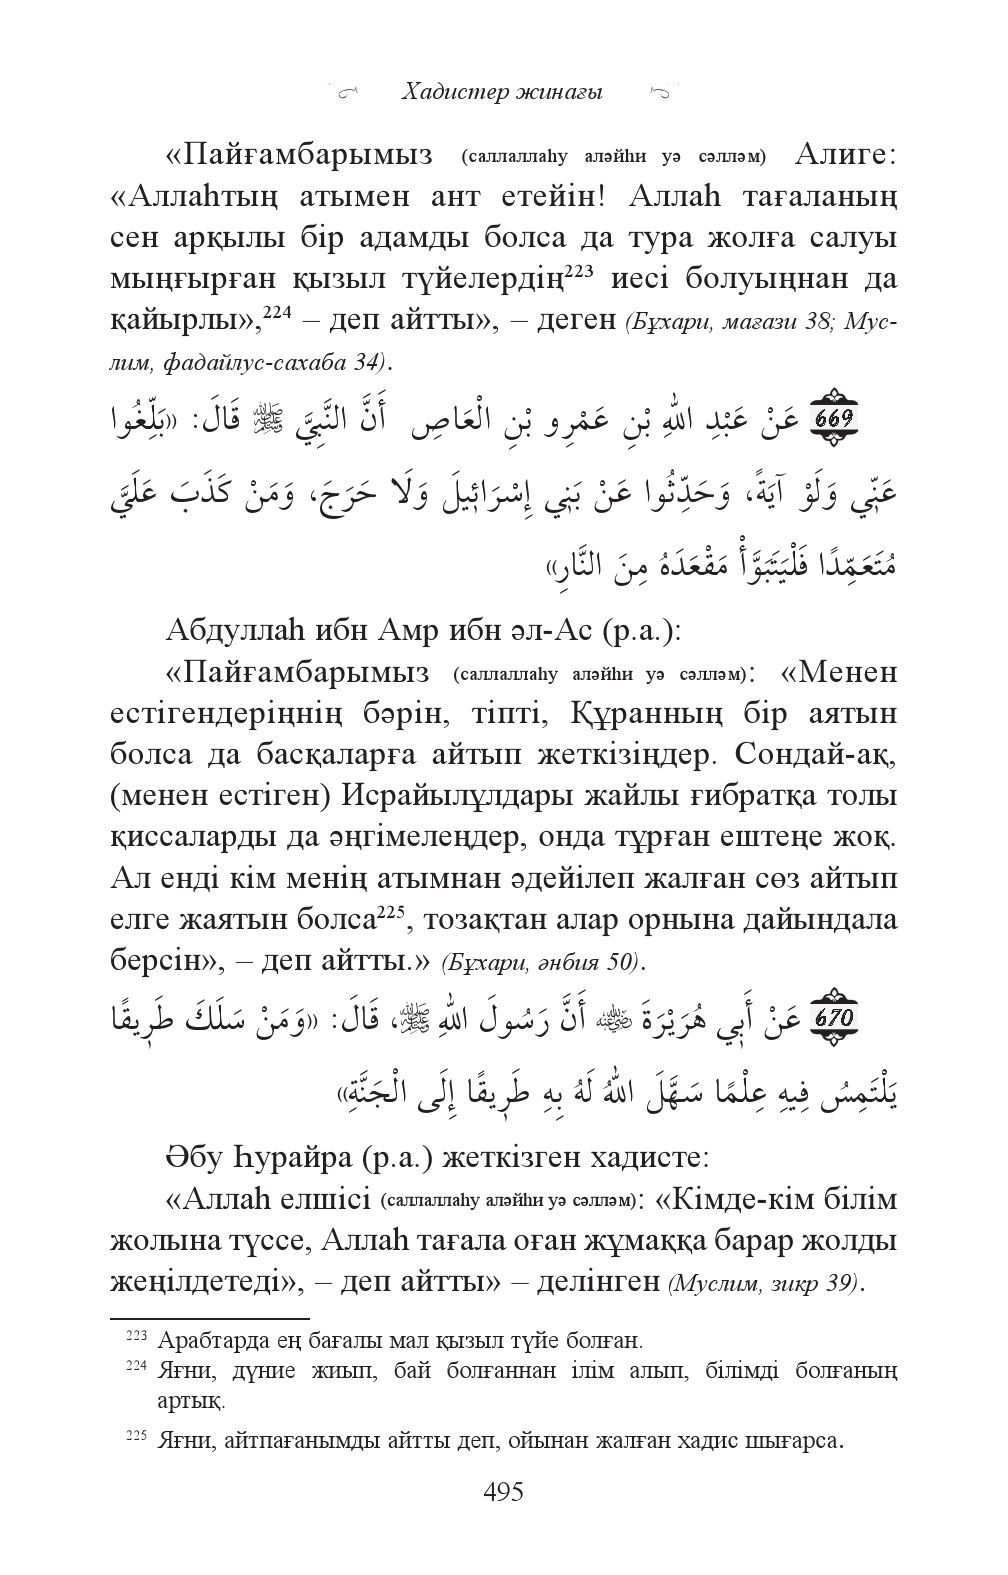 Хадистер жинағы
«Пайғамбарымыз (саллаллаһу аләйһи уә сәлләм) Алиге:
«Аллаһтың атымен ант етейін! Аллаһ тағаланың
сен арқылы бір адамды болса да тура жолға салуы
мыңғырған қызыл түйелердің²²³ иесі болуыңнан да
қайырлы»,²²⁴ – деп айтты», – деген (Бұхари, мағази 38; Мус-
лим, фадайлус-сахаба 34).
669 عَنْ عَبْدِ اللهِ بْنِ عَمْرِو بْنِ الْعَاصِ أَنَّ النَّبِيَّ ﷺ قَالَ: «بَلِّغُوا
عَنِّي وَلَوْ آيَةً، وَحَدِّثُوا عَنْ بَنِي إِسْرَائِيلَ وَلَا حَرَجَ، وَمَنْ كَذَبَ عَلَيَّ
مُتَعَمِّدًا فَلْيَتَبَوَّأْ مَقْعَدَهُ مِنَ النَّارِ»
Абдуллаһ ибн Амр ибн әл-Ас (р.а.):
«Пайғамбарымыз (саллаллаһу аләйһи уә сәлләм): «Менен
естігендеріңнің бәрін, тіпті, Құранның бір аятын
болса да басқаларға айтып жеткізіңдер. Сондай-ақ,
(менен естіген) Исрайылұлдары жайлы ғибратқа толы
қиссаларды да әңгімелеңдер, онда тұрған ештеңе жоқ.
Ал енді кім менің атымнан әдейілеп жалған сөз айтып
елге жаятын болса²²⁵, тозақтан алар орнына дайындала
берсін», – деп айтты.» (Бұхари, әнбия 50).
670 عَنْ أَبِي هُرَيْرَةَ رضي الله عنه أَنَّ رَسُولَ اللهِ ﷺ، قَالَ: «وَمَنْ سَلَكَ طَرِيقًا
يَلْتَمِسُ فِيهِ عِلْمًا سَهَّلَ اللهُ لَهُ بِهِ طَرِيقًا إِلَى الْجَنَّةِ»
Әбу Һурайра (р.а.) жеткізген хадисте:
«Аллаһ елшісі (саллаллаһу аләйһи уә сәлләм): «Кімде-кім білім
жолына түссе, Аллаһ тағала оған жұмаққа барар жолды
жеңілдетеді», – деп айтты» – делінген (Муслим, зикр 39).
²²³ Арабтарда ең бағалы мал қызыл түйе болған.
²²⁴ Яғни, дүние жиып, бай болғаннан ілім алып, білімді болғаның
артық.
²²⁵ Яғни, айтпағанымды айтты деп, ойынан жалған хадис шығарса.
495